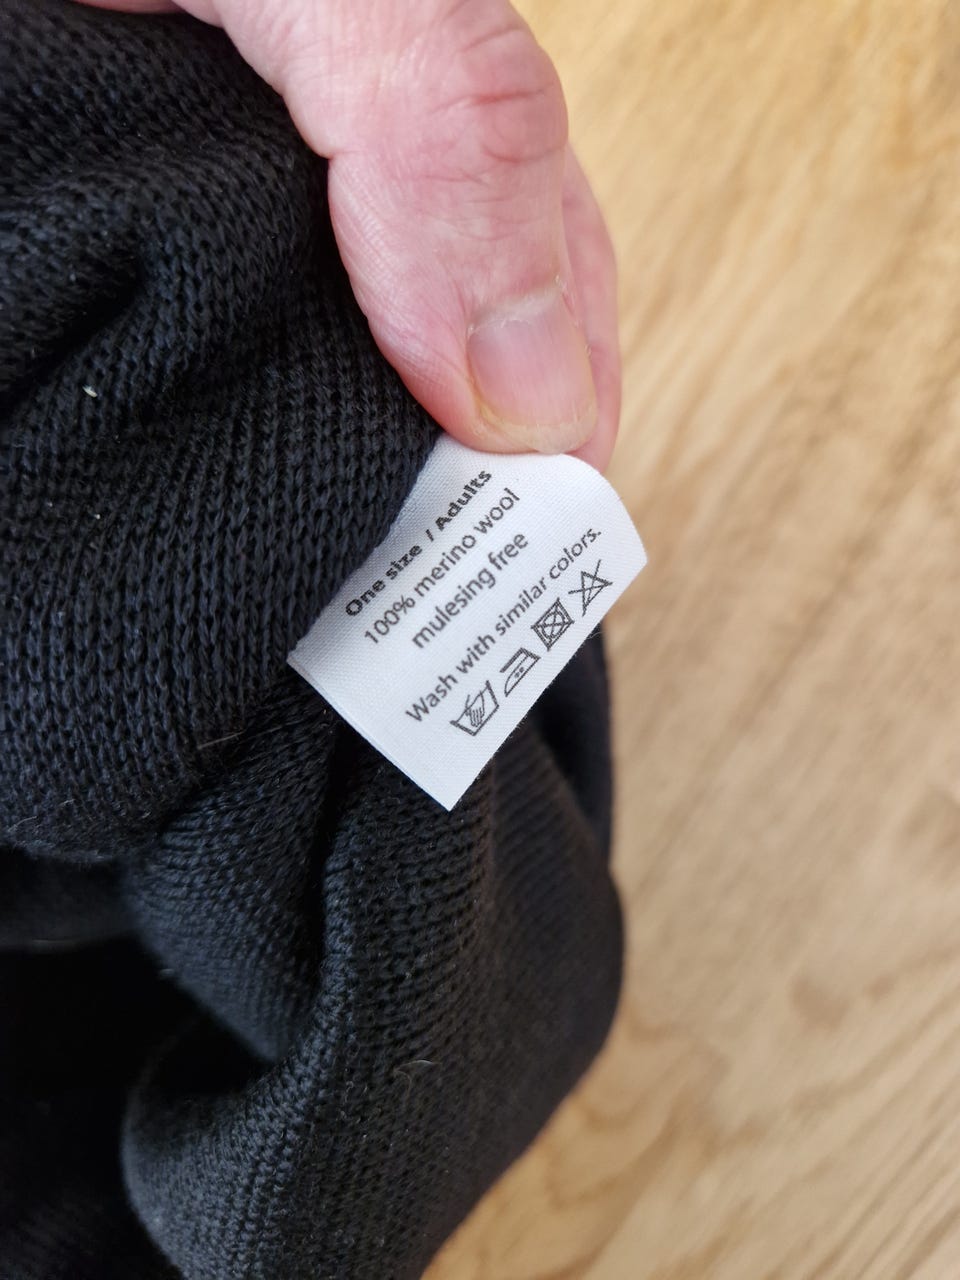 One size / Adults
100% merino wool
mulesing free
Wash with similar colors.